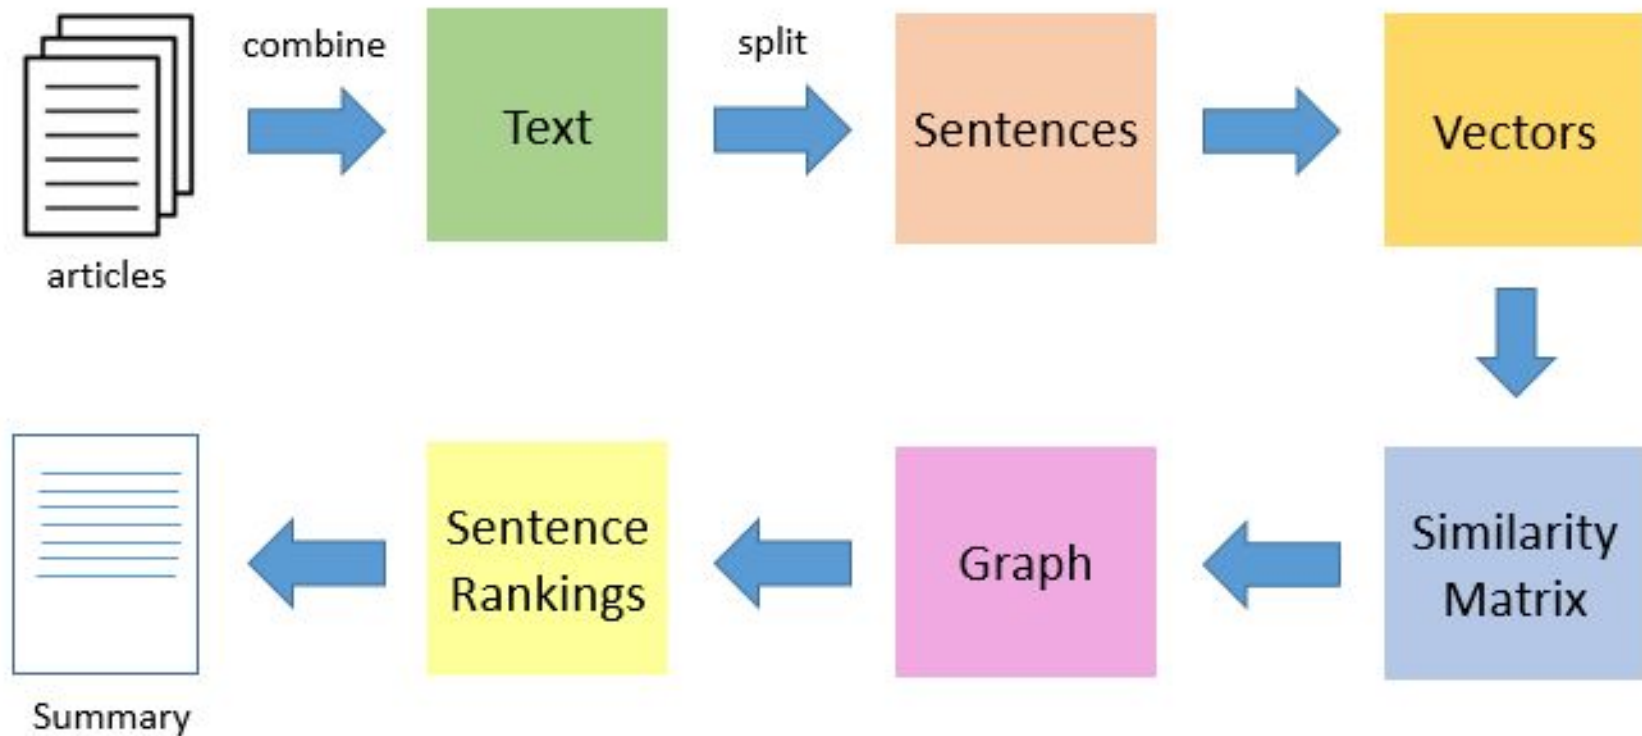 combine
split
Text
Sentences
Vectors
articles
Similarity
Matrix
Graph
Sentence
Rankings
Summary